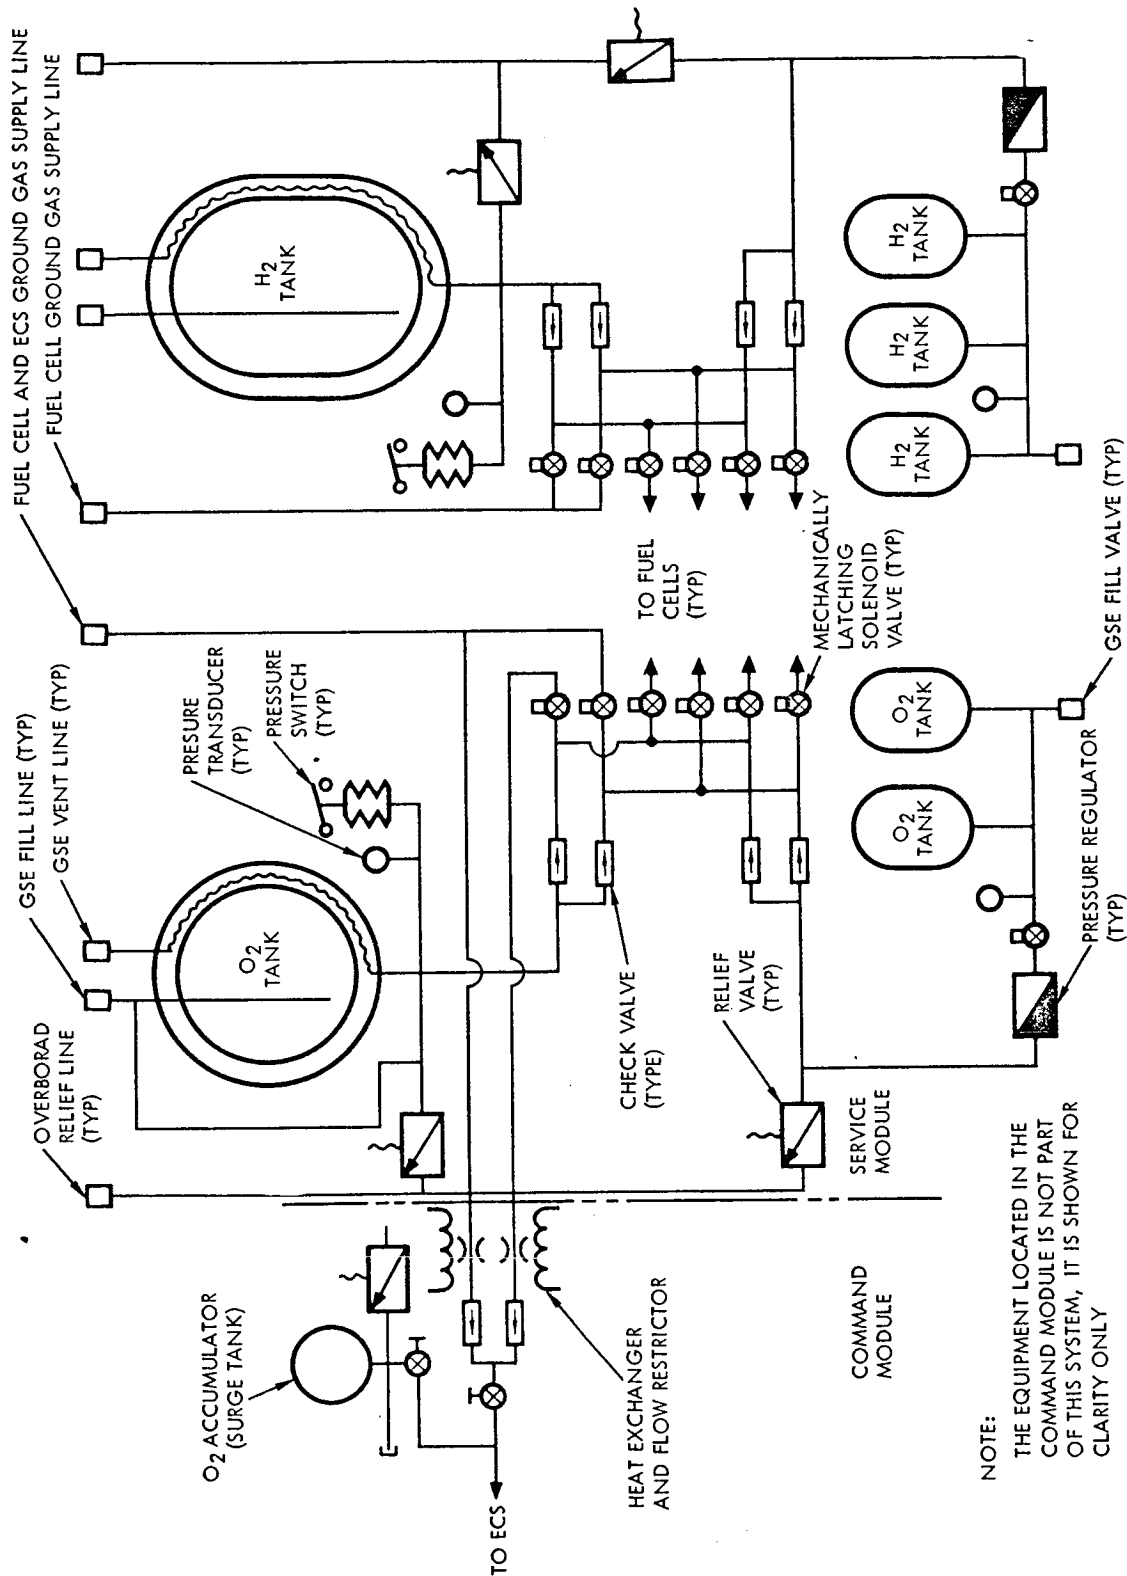 FUEL CELL AND ECS GROUND GAS SUPPLY LINE
FUEL CELL GROUND GAS SUPPLY LINE
GSE FILL LINE (TYP)
GSE VENT LINE (TYP)
OVERBORAD
RELIEF LINE
(TYP)
PRESURE
TRANSDUCER
(TYP)
PRESSURE
SWITCH
(TYP)
O2 ACCUMULATOR
(SURGE TANK)
O2
TANK
H2
TANK
TO ECS
HEAT EXCHANGER
AND FLOW RESTRICTOR
CHECK VALVE
(TYPE)
RELIEF
VALVE
(TYP)
TO FUEL
CELLS
(TYP)
MECHANICALLY
LATCHING
SOLENOID
VALVE (TYP)
COMMAND
MODULE
SERVICE
MODULE
O2
TANK
O2
TANK
H2
TANK
H2
TANK
H2
TANK
PRESSURE REGULATOR
(TYP)
GSE FILL VALVE (TYP)
NOTE:
THE EQUIPMENT LOCATED IN THE
COMMAND MODULE IS NOT PART
OF THIS SYSTEM, IT IS SHOWN FOR
CLARITY ONLY